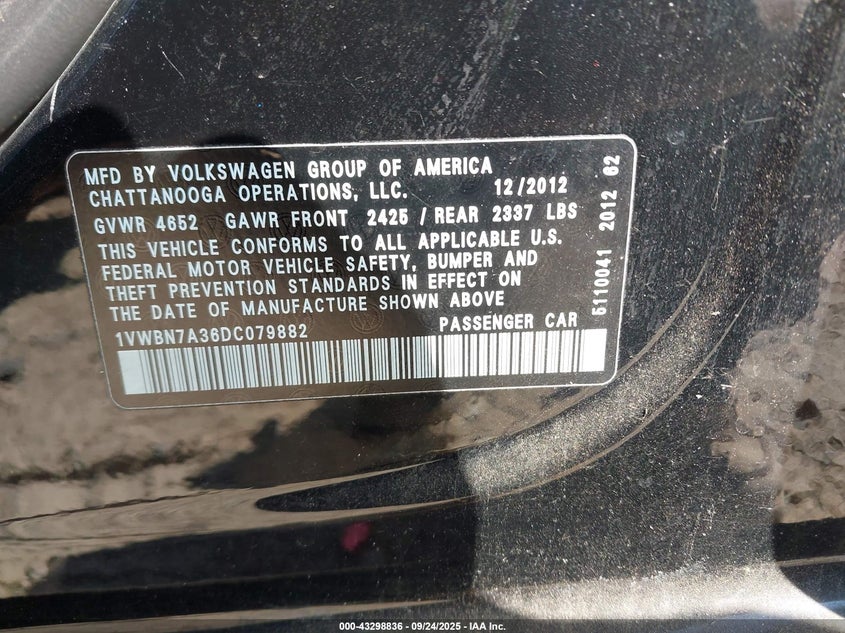 MFD BY VOLKSWAGEN GROUP OF AMERICA
CHATTANOOGA OPERATIONS, LLC. 12/2012
GVWR 4652 GAWR FRONT 2425 / REAR 2337 LBS
THIS VEHICLE CONFORMS TO ALL APPLICABLE U.S.
FEDERAL MOTOR VEHICLE SAFETY, BUMPER AND
THEFT PREVENTION STANDARDS IN EFFECT ON
THE DATE OF MANUFACTURE SHOWN ABOVE
1VWBN7A36DC079882 PASSENGER CAR
5110041 2012 62
000-43298836 - 09/24/2025 - IAA Inc.